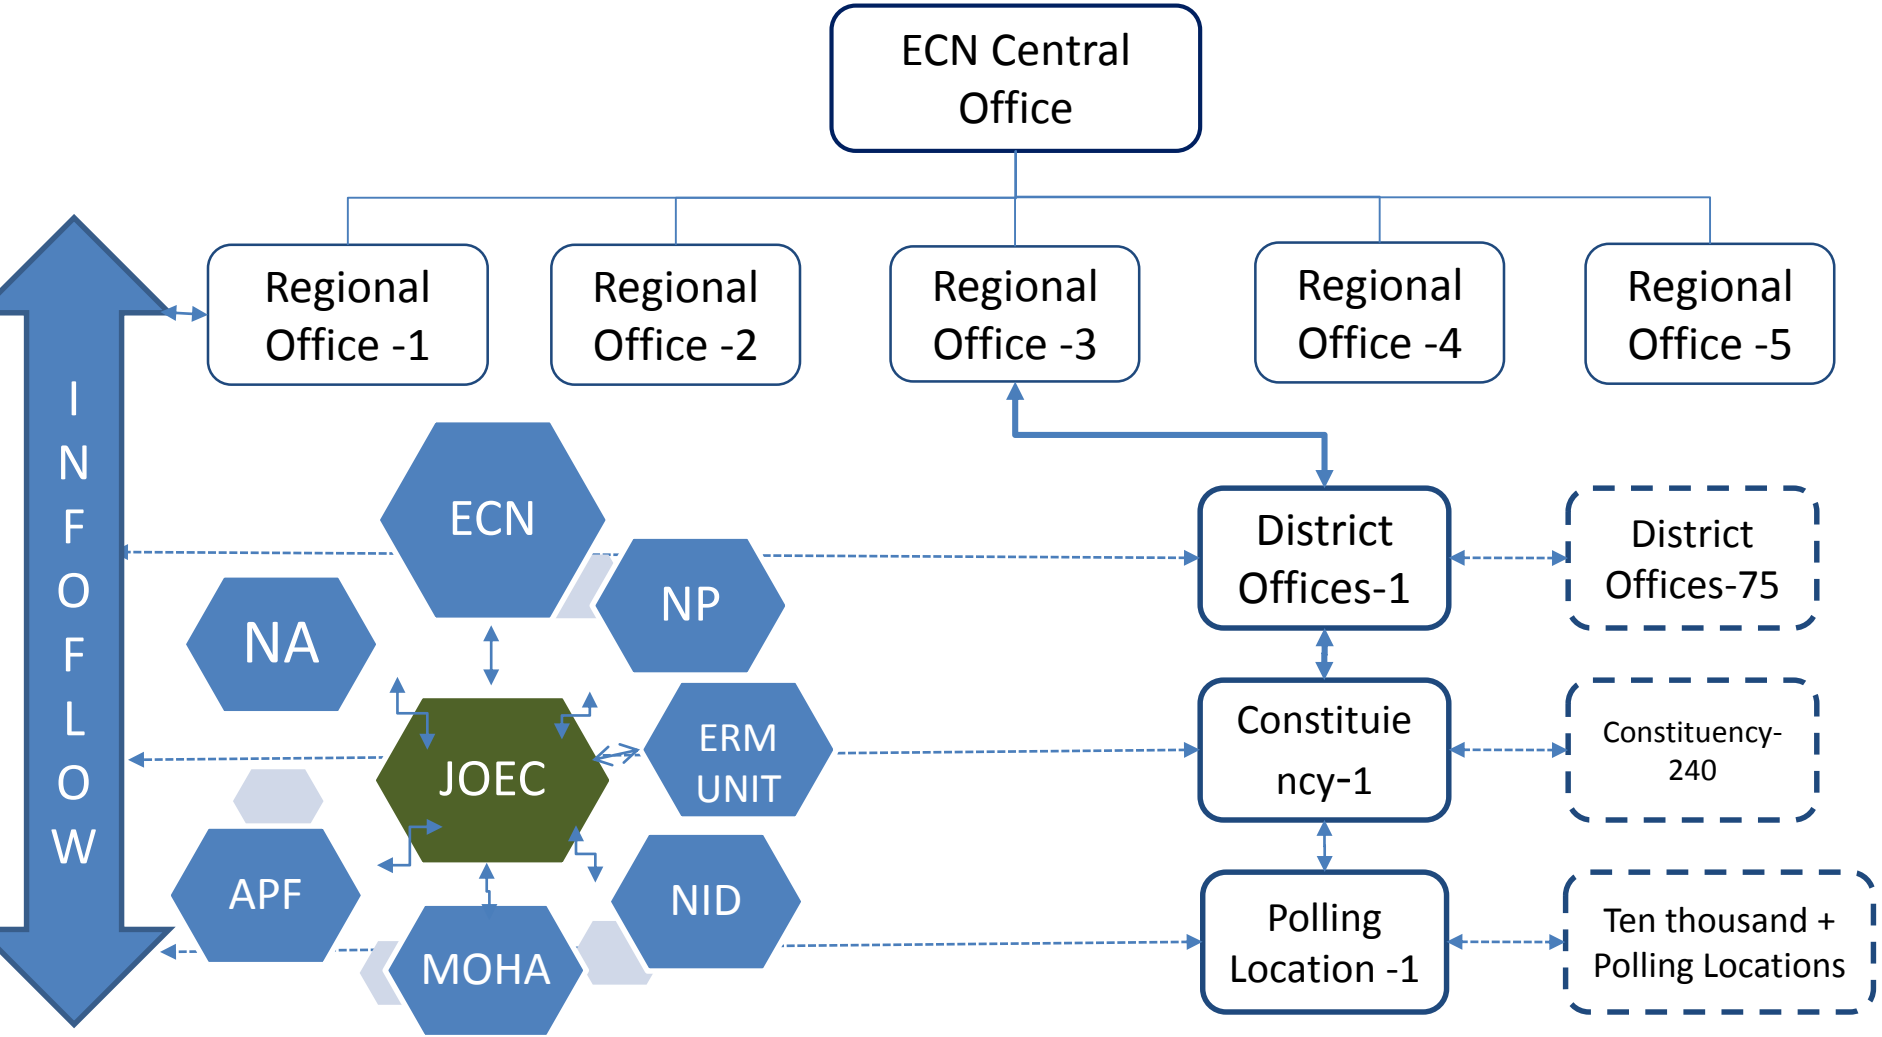 ECN Central
Office
Regional
Office -1
Regional
Office -2
Regional
Office -3
Regional
Office -4
Regional
Office -5
I
N
F
O
F
L
O
W
ECN
NP
NA
JOEC
ERM
UNIT
APF
MOHA
NID
District
Offices-1
District
Offices-75
Constituie
ncy-1
Constituency-
240
Polling
Location -1
Ten thousand +
Polling Locations